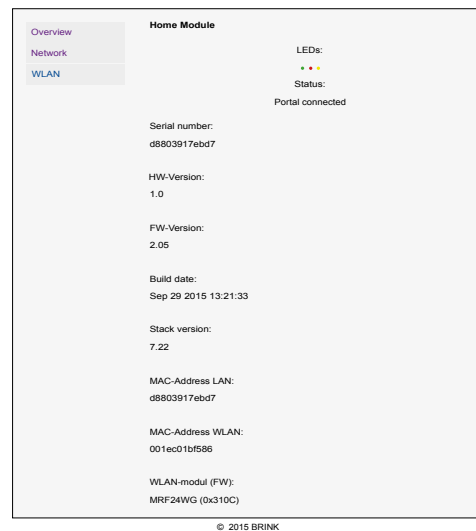 Overview
Network
WLAN
Home Module
LEDs:
Status:
Portal connected
Serial number:
d8803917ebd7
HW-Version:
1.0
FW-Version:
2.05
Build date:
Sep 29 2015 13:21:33
Stack version:
7.22
MAC-Address LAN:
d8803917ebd7
MAC-Address WLAN:
001ec01bf586
WLAN-modul (FW):
MRF24WG (0x310C)
© 2015 BRINK